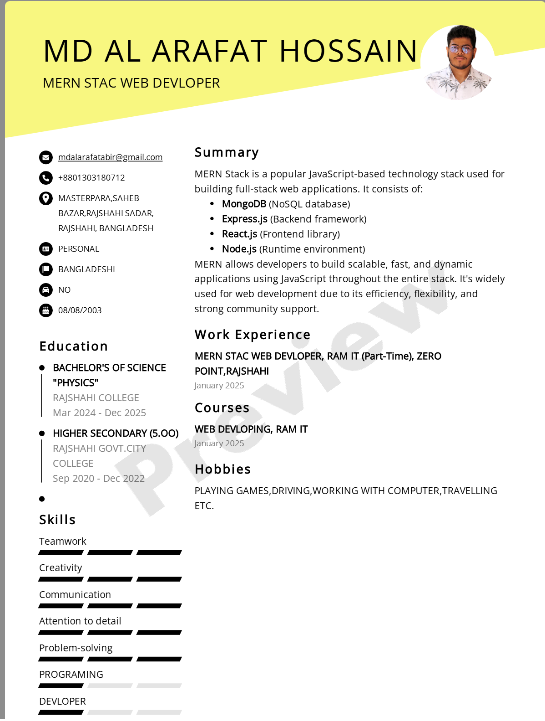 MD AL ARAFAT HOSSAIN
MERN STAC WEB DEVLOPER
mdalarafatabir@gmail.com
+8801303180712
MASTERPARA,SAHEB
BAZAR,RAJSHAHI SADAR,
RAJSHAHI, BANGLADESH
PERSONAL
BANGLADESHI
NO
08/08/2003
Education
BACHELOR'S OF SCIENCE
"PHYSICS"
RAJSHAHI COLLEGE
Mar 2024 - Dec 2025
HIGHER SECONDARY (5.OO)
RAJSHAHI GOVT.CITY
COLLEGE
Sep 2020 - Dec 2022
Skills
Teamwork
Creativity
Communication
Attention to detail
Problem-solving
PROGRAMING
DEVLOPER
Summary
MERN Stack is a popular JavaScript-based technology stack used for
building full-stack web applications. It consists of:
• MongoDB (NoSQL database)
• Express.js (Backend framework)
• React.js (Frontend library)
• Node.js (Runtime environment)
MERN allows developers to build scalable, fast, and dynamic
applications using JavaScript throughout the entire stack. It's widely
used for web development due to its efficiency, flexibility, and
strong community support.
Work Experience
MERN STAC WEB DEVLOPER, RAM IT (Part-Time), ZERO
POINT,RAJSHAHI
January 2025
Courses
WEB DEVLOPING, RAM IT
January 2025
Hobbies
PLAYING GAMES,DRIVING,WORKING WITH COMPUTER,TRAVELLING
ETC.
Preview